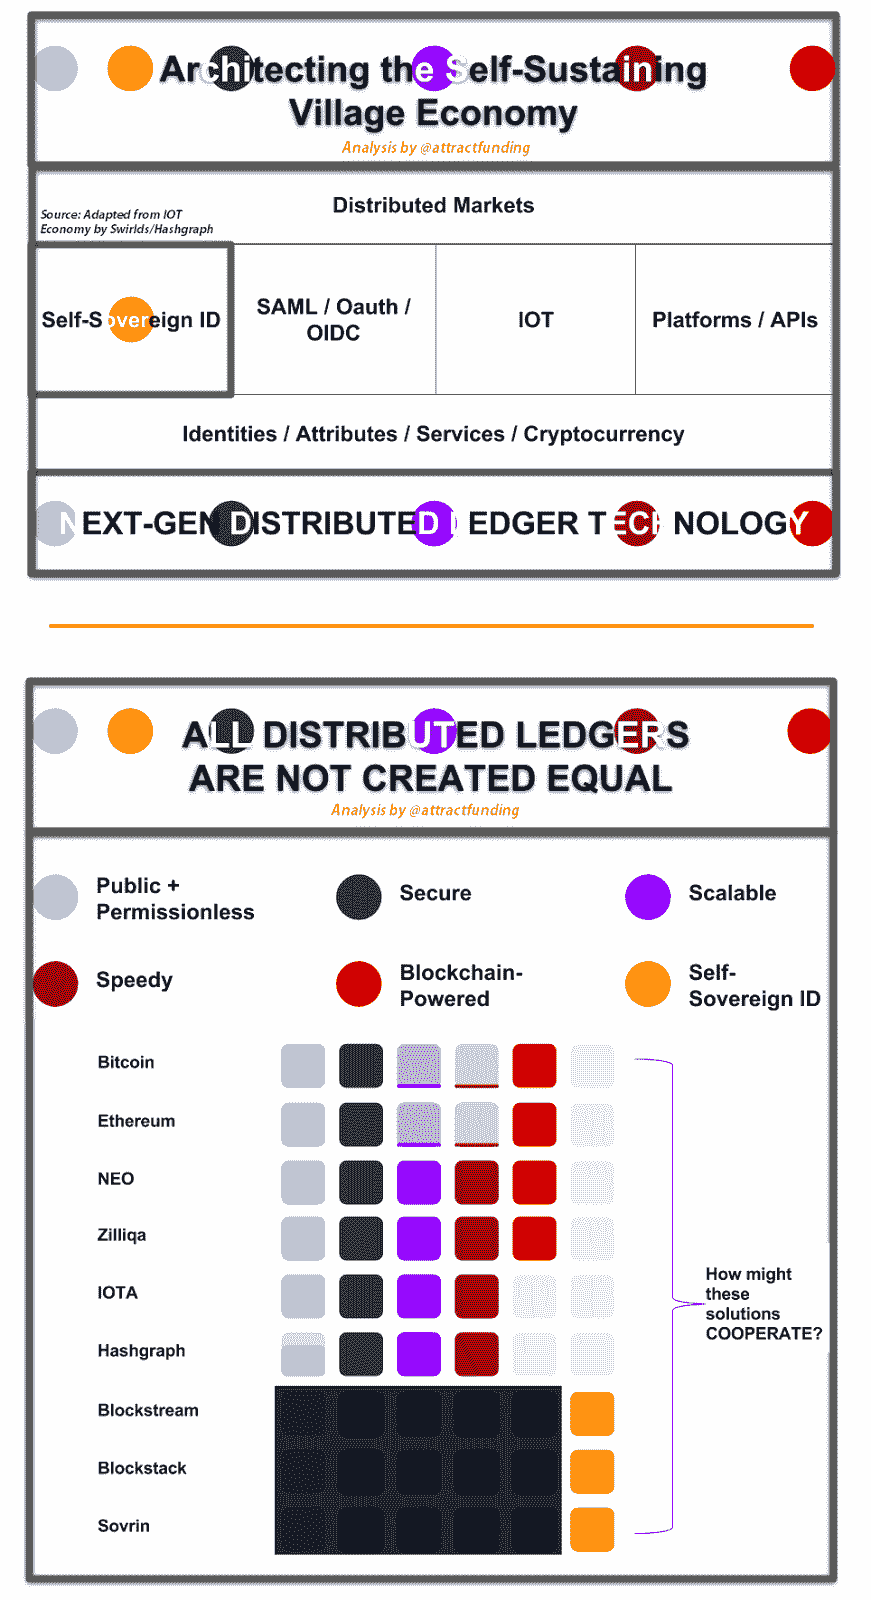 Architecting the Self-Sustaining
Village Economy
Analysis by @attractfunding
Distributed Markets
Source: Adapted from IOT
Economy by Swirlds/Hashgraph
Self-Sovereign ID
SAML / Oauth /
OIDC
IOT
Platforms / APIs
Identities / Attributes / Services / Cryptocurrency
NEXT-GEN DISTRIBUTED LEDGER TECHNOLOGY
ALL DISTRIBUTED LEDGERS
ARE NOT CREATED EQUAL
Analysis by @attractfunding
Public +
Permissionless
Secure
Scalable
Speedy
Blockchain-
Powered
Self-
Sovereign ID
Bitcoin
Ethereum
NEO
Zilliqa
IOTA
Hashgraph
Blockstream
Blockstack
Sovrin
How might
these
solutions
COOPERATE?